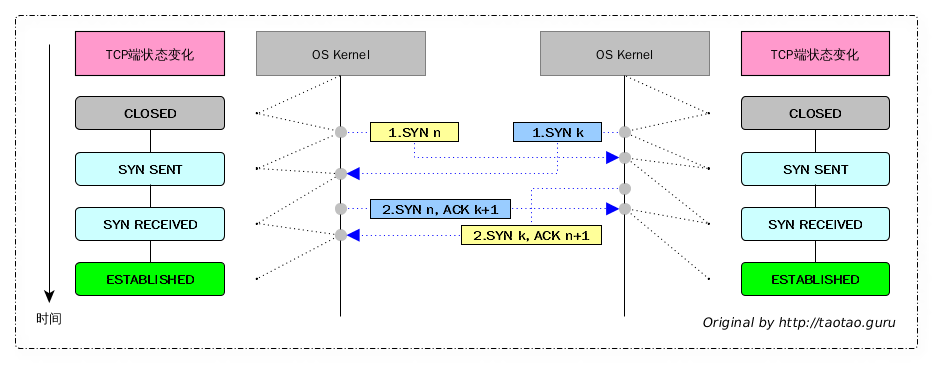 TCP端状态变化
OS Kernel
OS Kernel
TCP端状态变化
CLOSED
CLOSED
1.SYN n
1.SYN k
SYN SENT
SYN SENT
2.SYN n, ACK k+1
SYN RECEIVED
SYN RECEIVED
2.SYN k, ACK n+1
ESTABLISHED
ESTABLISHED
时间
Original by http://taotao.guru